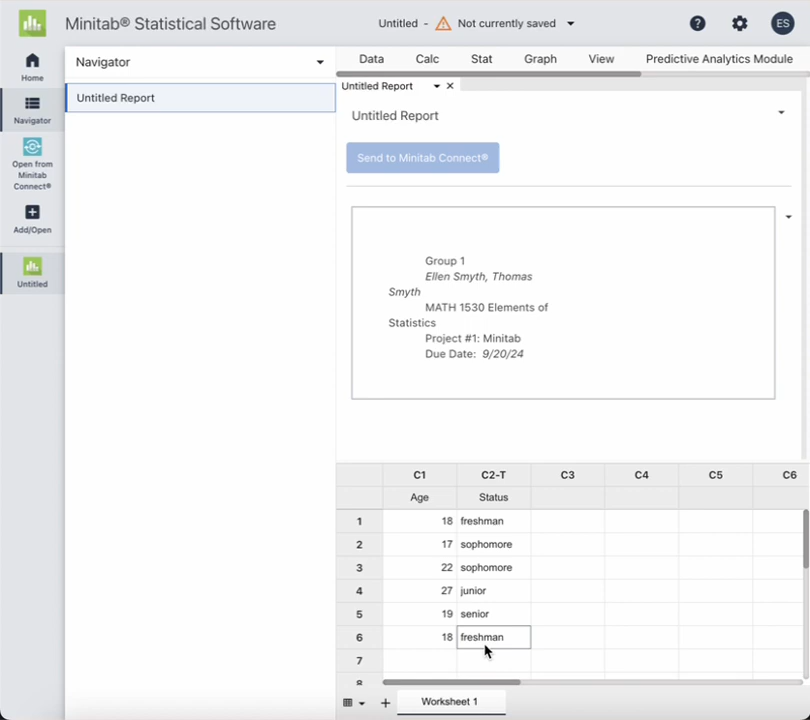 Minitab® Statistical Software
Untitled - Not currently saved
ES
Home
Navigator
Open from
Minitab
Connect®
Add/Open
Untitled
Navigator
Untitled Report
Data Calc Stat Graph View Predictive Analytics Module
Untitled Report
Untitled Report
Send to Minitab Connect®
Group 1
Ellen Smyth, Thomas
Smyth
MATH 1530 Elements of
Statistics
Project #1: Minitab
Due Date: 9/20/24
C1 C2-T C3 C4 C5 C6
Age Status
1 18 freshman
2 17 sophomore
3 22 sophomore
4 27 junior
5 19 senior
6 18 freshman
7
8
Worksheet 1